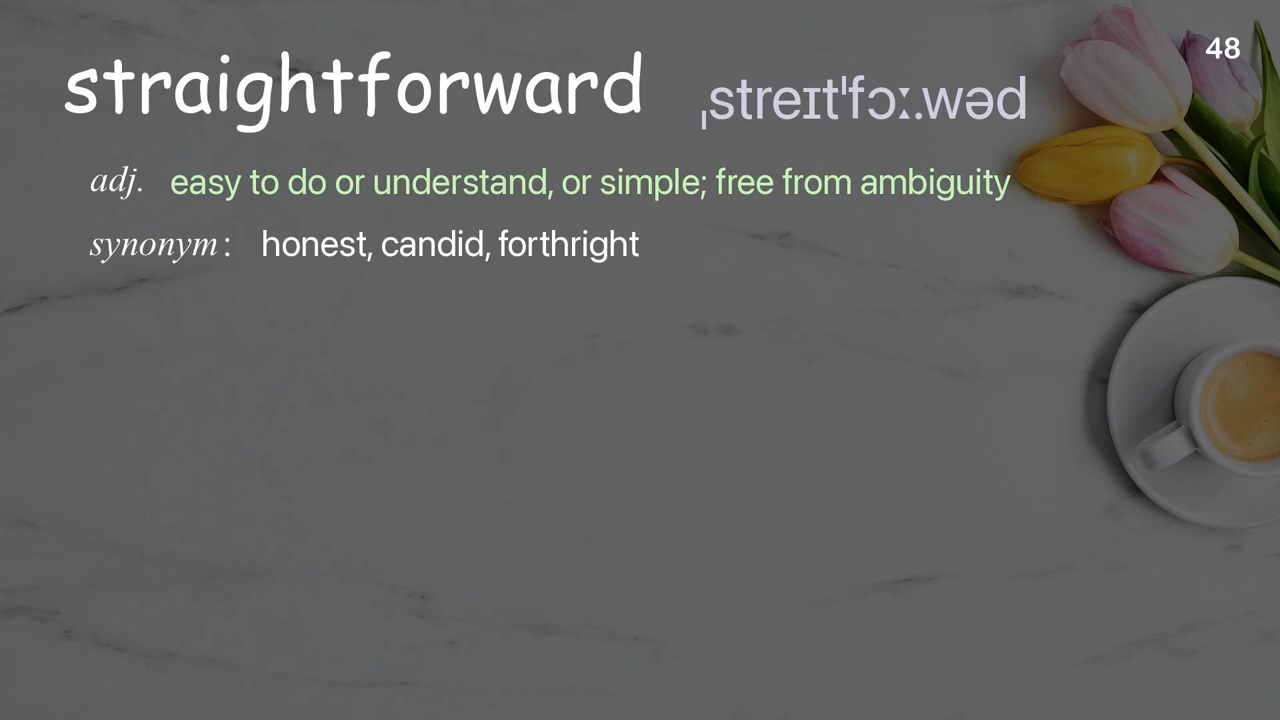 48
straightforward ˌstreɪtˈfɔː.wəd
adj. easy to do or understand, or simple; free from ambiguity
synonym: honest, candid, forthright